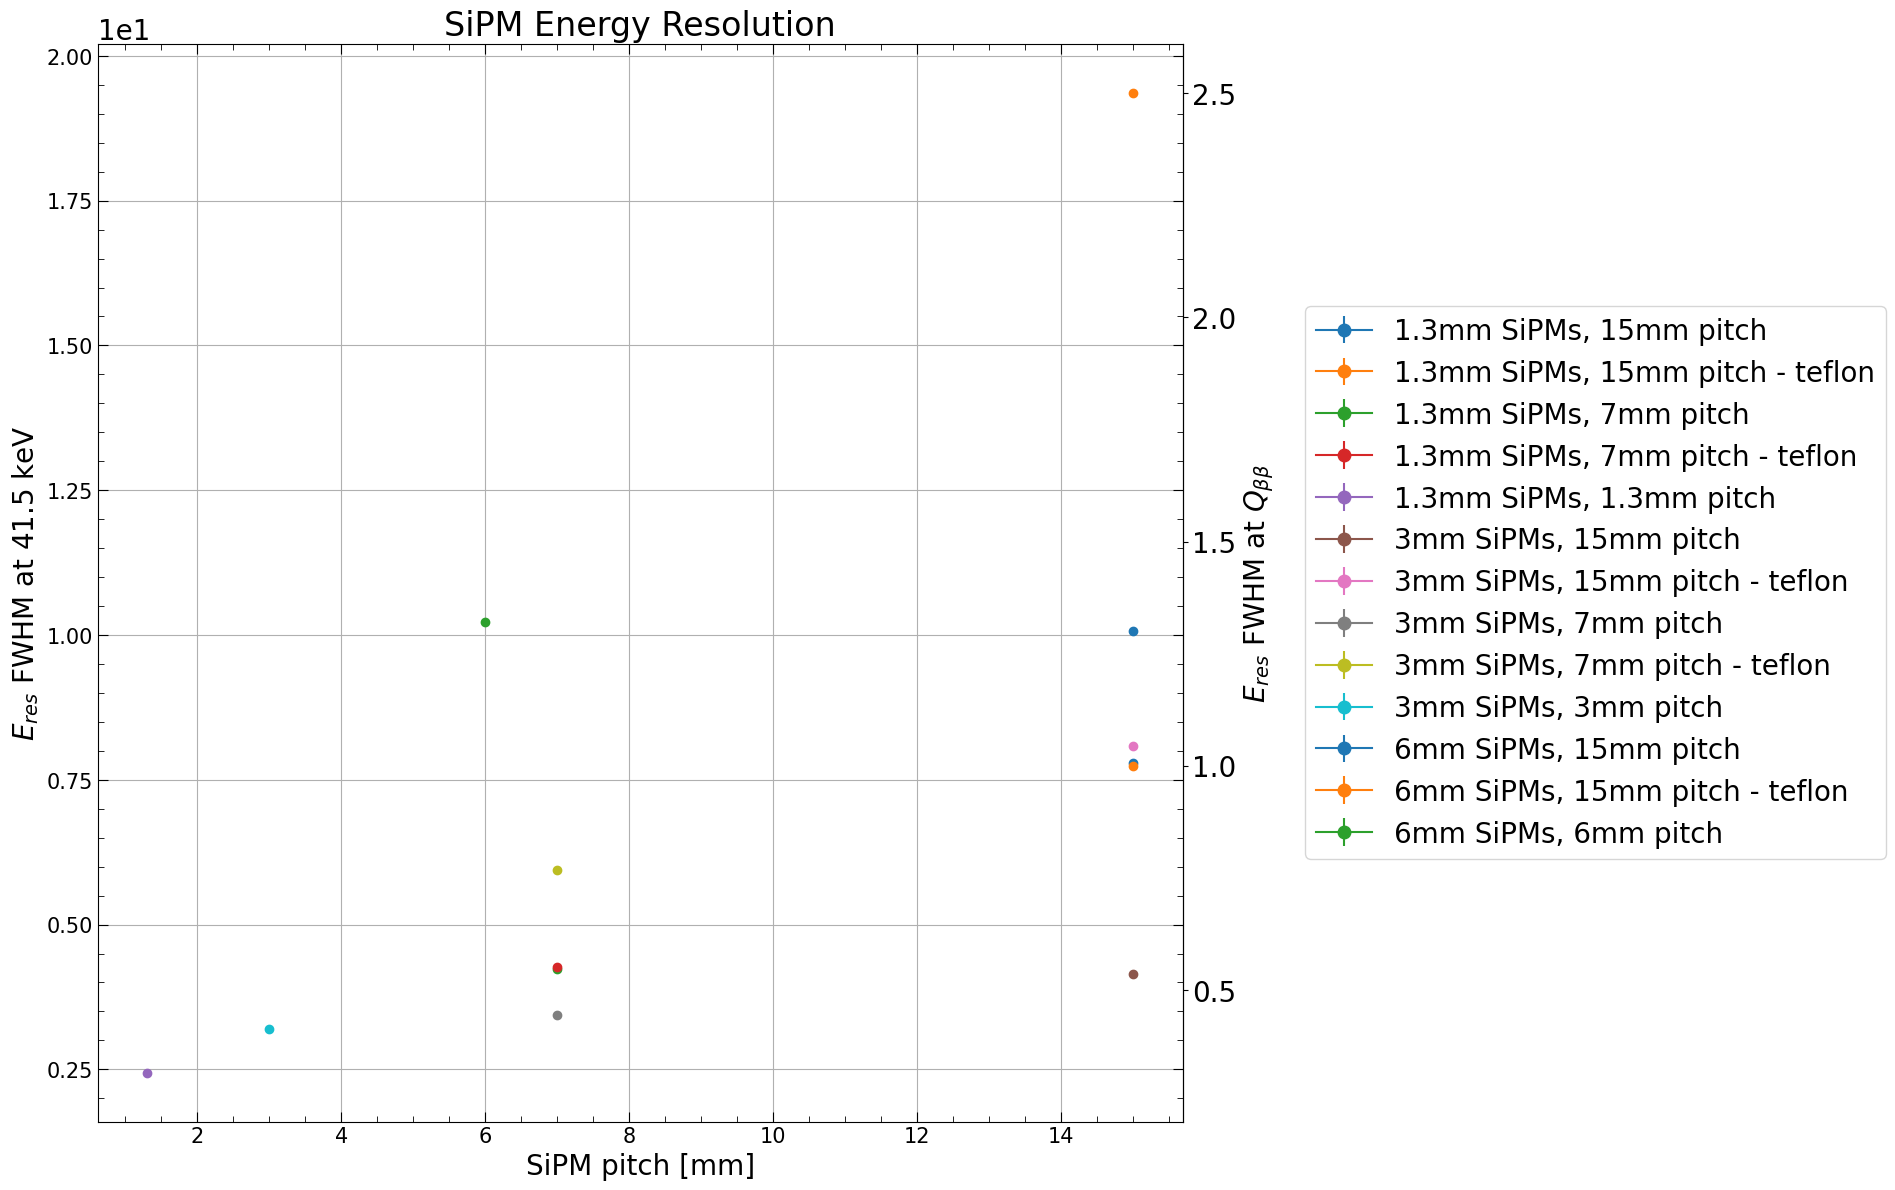 SiPM Energy Resolution
1e1
2.00
1.75
1.50
1.25
1.00
0.75
0.50
0.25
E_res FWHM at 41.5 keV
2 4 6 8 10 12 14
SiPM pitch [mm]
2.5
2.0
1.5
1.0
0.5
E_res FWHM at Q_ββ
1.3mm SiPMs, 15mm pitch
1.3mm SiPMs, 15mm pitch - teflon
1.3mm SiPMs, 7mm pitch
1.3mm SiPMs, 7mm pitch - teflon
1.3mm SiPMs, 1.3mm pitch
3mm SiPMs, 15mm pitch
3mm SiPMs, 15mm pitch - teflon
3mm SiPMs, 7mm pitch
3mm SiPMs, 7mm pitch - teflon
3mm SiPMs, 3mm pitch
6mm SiPMs, 15mm pitch
6mm SiPMs, 15mm pitch - teflon
6mm SiPMs, 6mm pitch